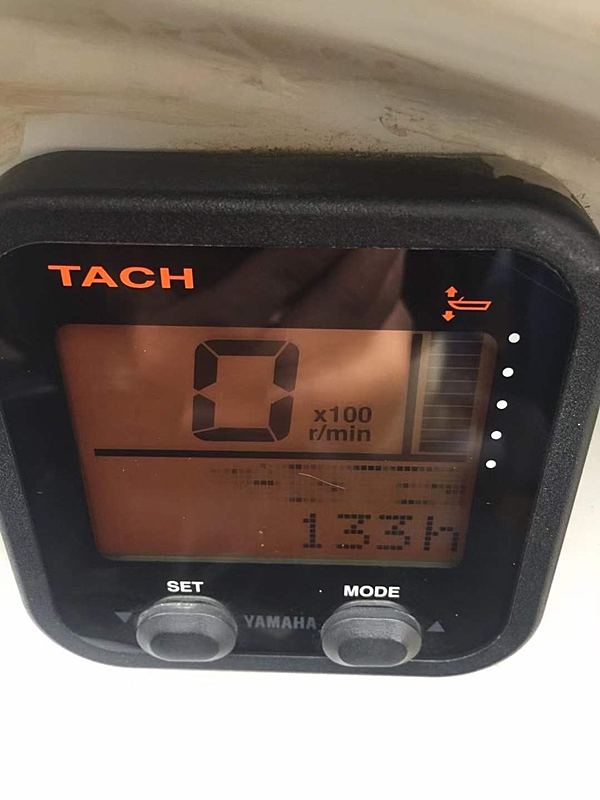 TACH
0
x100
r/min
133h
SET
MODE
YAMAHA